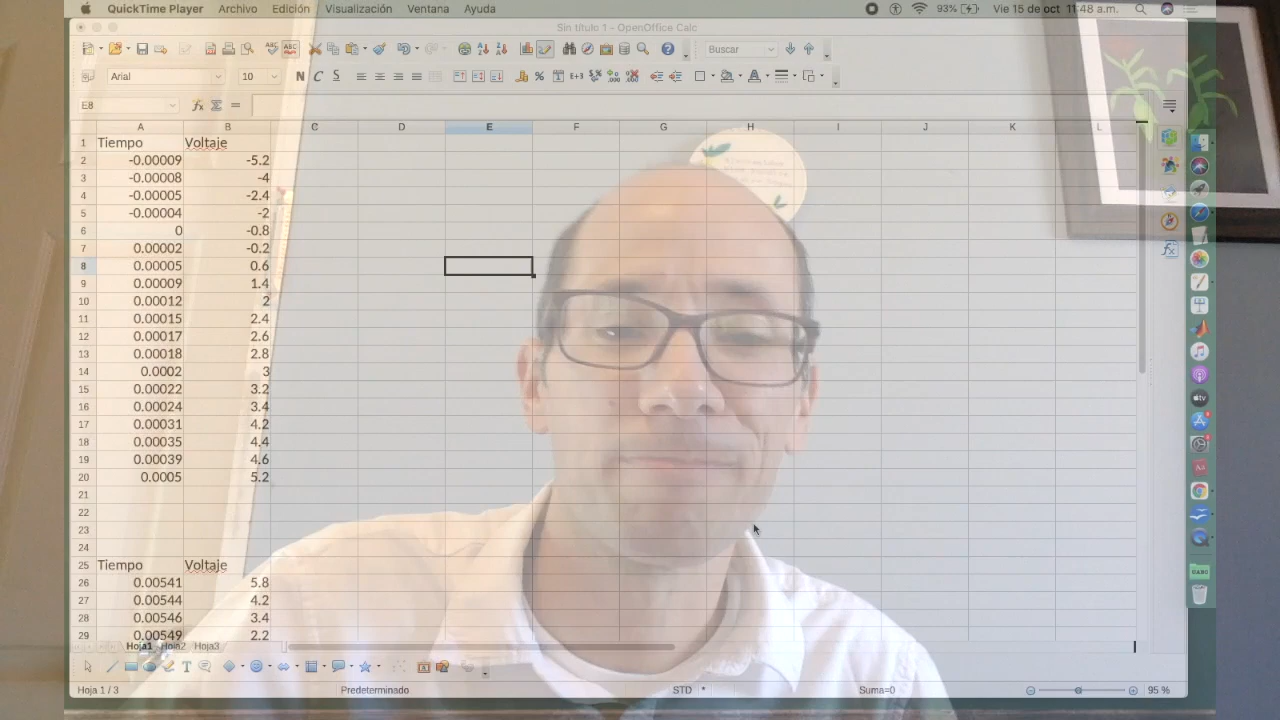 QuickTime Player Archivo Edición Visualización Ventana Ayuda 93% Vie 15 de oct 11:48 a.m.
Sin título 1 - OpenOffice Calc
Buscar
Arial 10 N C S
E8
A B C D E F G H I J K L
1 Tiempo Voltaje
2 -0.00009 -5.2
3 -0.00008 -4
4 -0.00005 -2.4
5 -0.00004 -2
6 0 -0.8
7 0.00002 -0.2
8 0.00005 0.6
9 0.00009 1.4
10 0.00012 2
11 0.00015 2.4
12 0.00017 2.6
13 0.00018 2.8
14 0.0002 3
15 0.00022 3.2
16 0.00024 3.4
17 0.00031 4.2
18 0.00035 4.4
19 0.00039 4.6
20 0.0005 5.2
21
22
23
24
25 Tiempo Voltaje
26 0.00541 5.8
27 0.00544 4.2
28 0.00546 3.4
29 0.00549 2.2
Hoja1 Hoja2 Hoja3
Hoja 1 / 3 Predeterminado STD * Suma=0 95 %